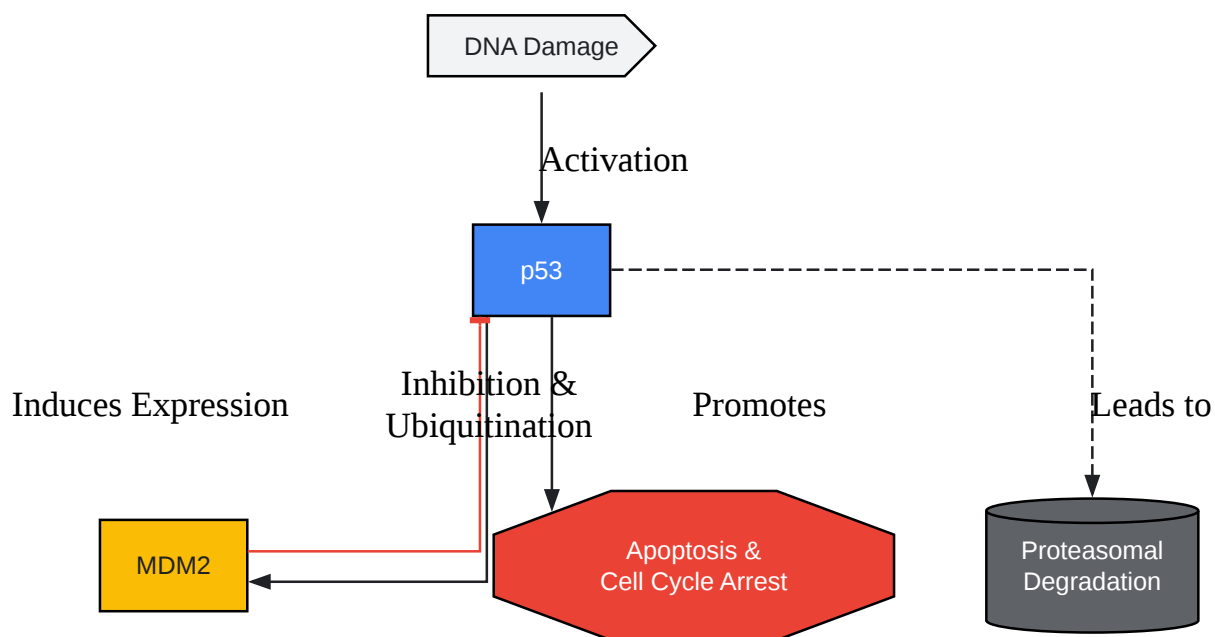 DNA Damage
Activation
p53
Induces Expression
Inhibition &
Ubiquitination
Promotes
Leads to
MDM2
Apoptosis &
Cell Cycle Arrest
Proteasomal
Degradation